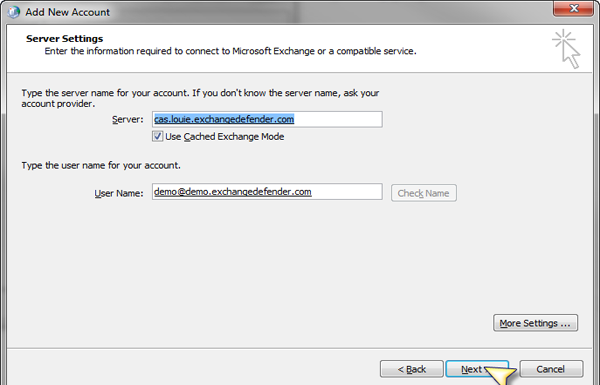 Add New Account
Server Settings
Enter the information required to connect to Microsoft Exchange or a compatible service.
Type the server name for your account. If you don't know the server name, ask your
account provider.
Server: cas.louie.exchangedefender.com
Use Cached Exchange Mode
Type the user name for your account.
User Name: demo@demo.exchangedefender.com Check Name
More Settings ...
< Back Next Cancel